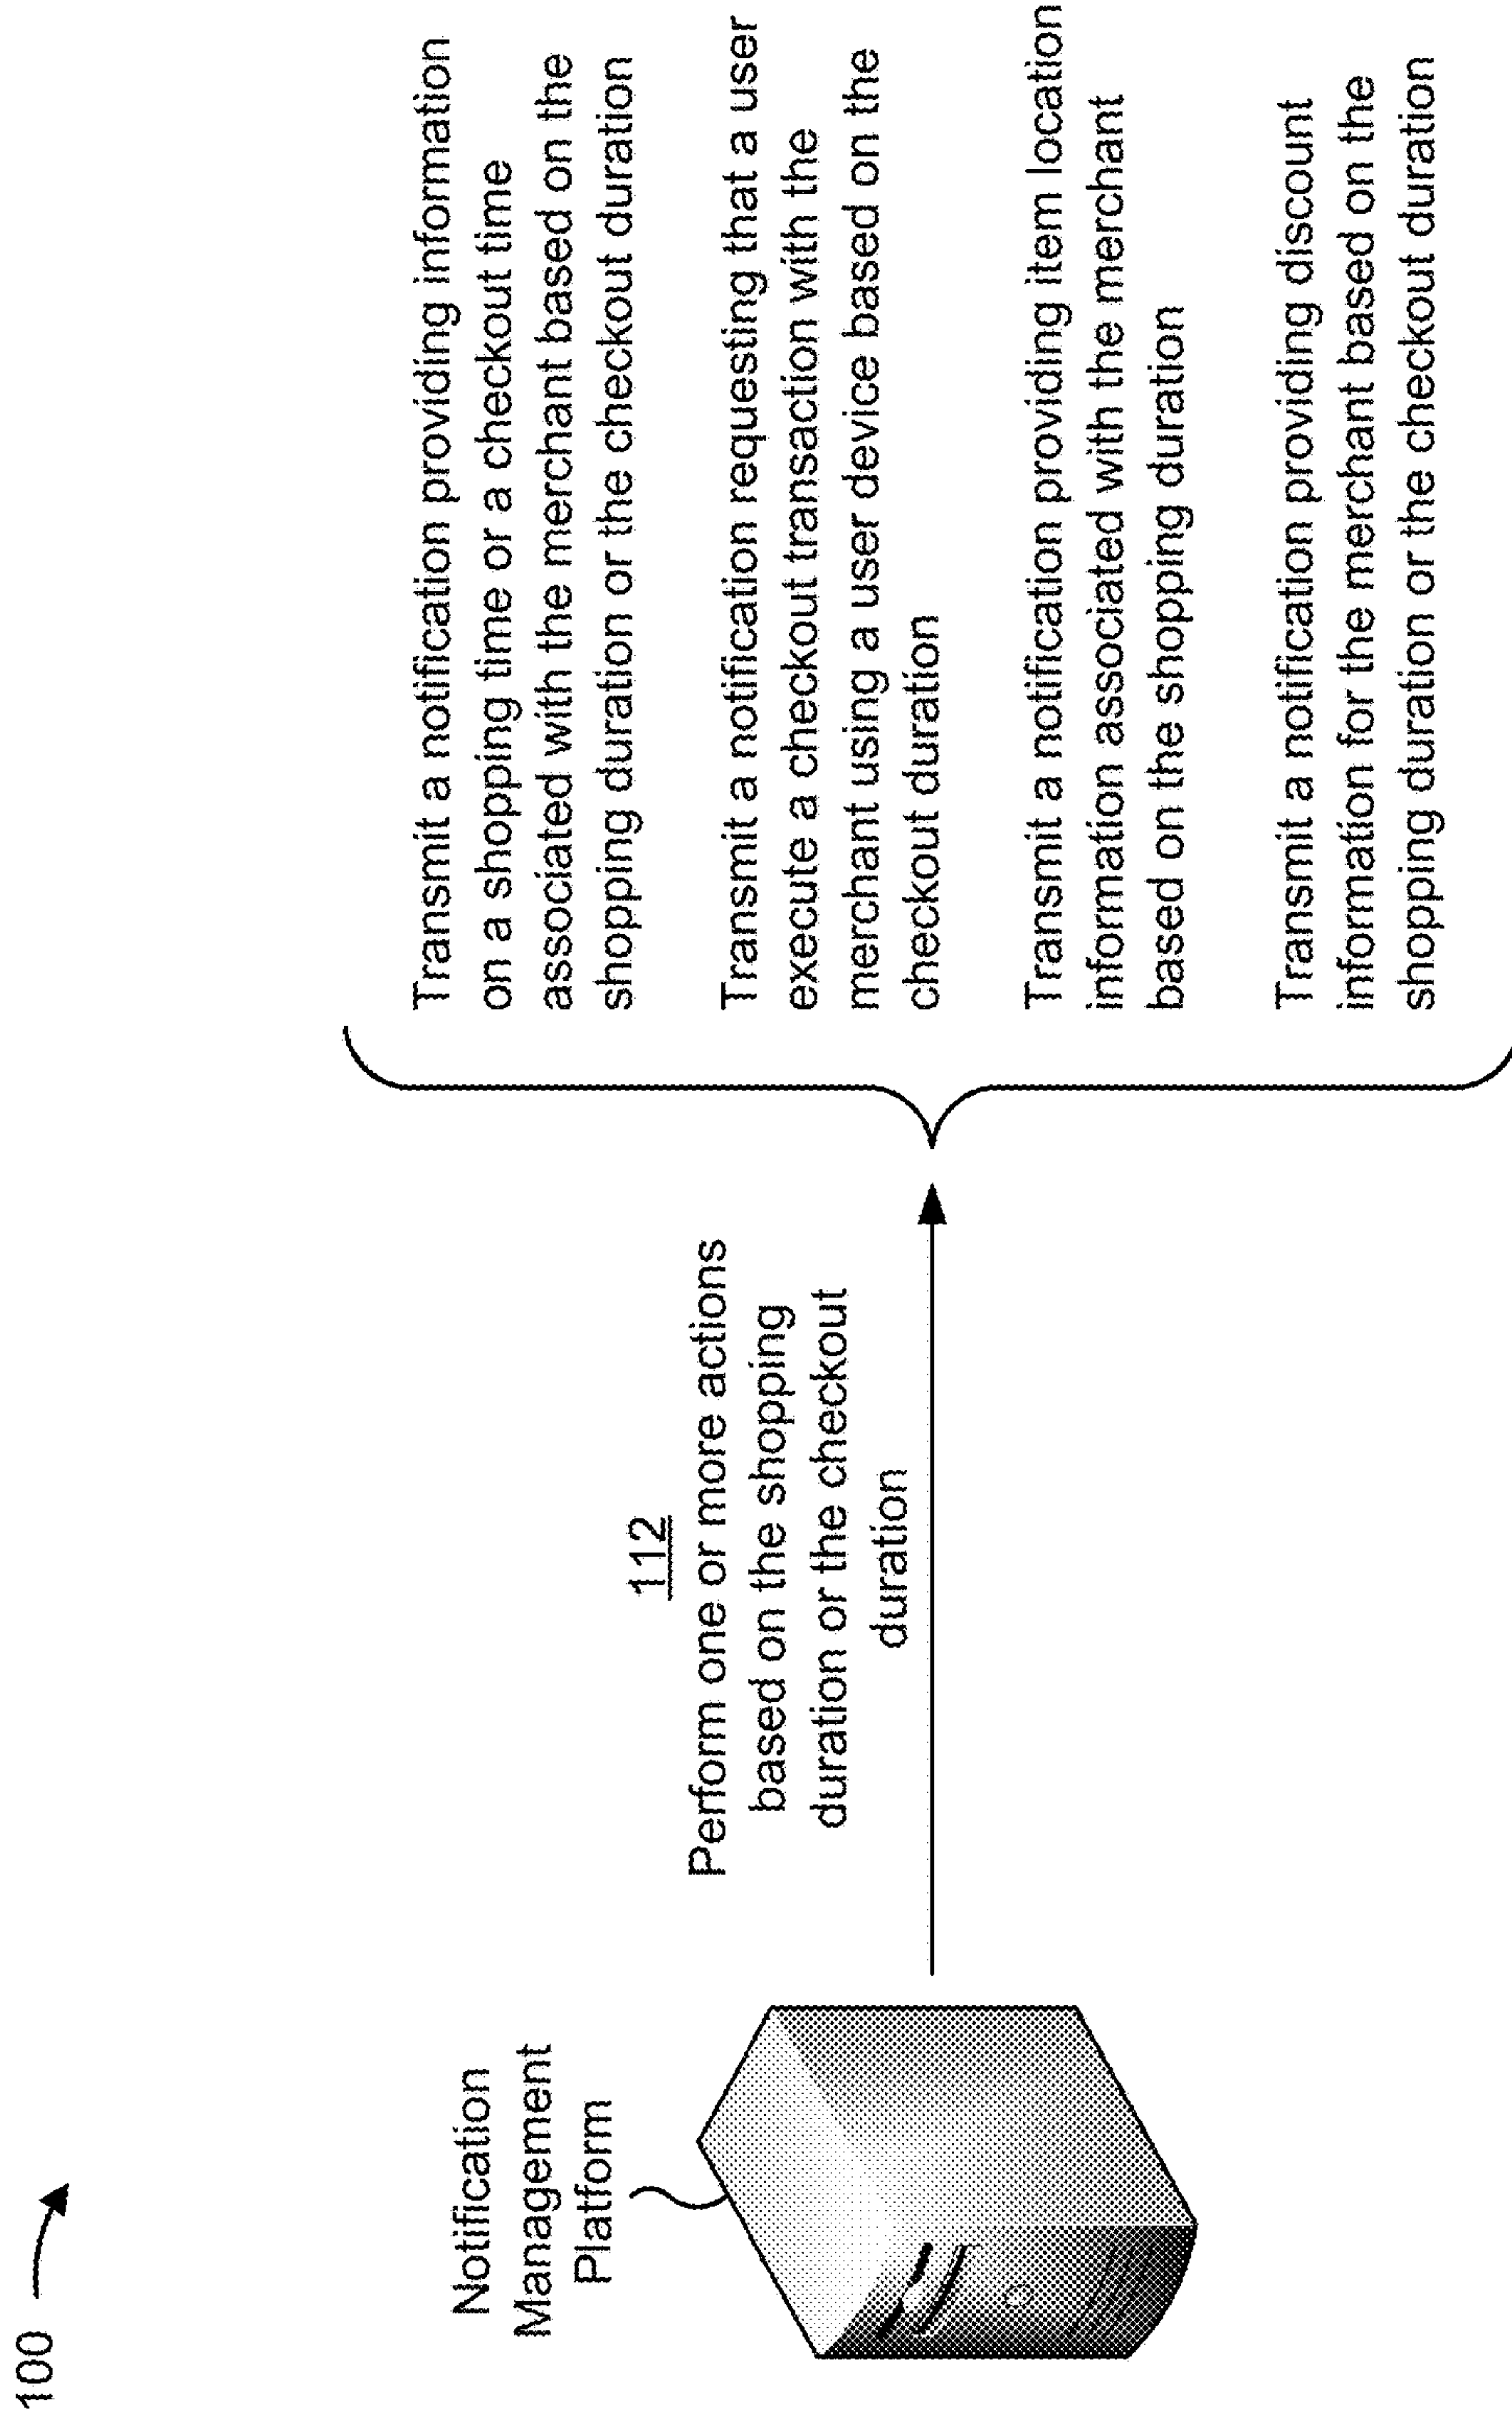 100
Notification
Management
Platform
112
Perform one or more actions
based on the shopping
duration or the checkout
duration
Transmit a notification providing information
on a shopping time or a checkout time
associated with the merchant based on the
shopping duration or the checkout duration
Transmit a notification requesting that a user
execute a checkout transaction with the
merchant using a user device based on the
checkout duration
Transmit a notification providing item location
information associated with the merchant
based on the shopping duration
Transmit a notification providing discount
information for the merchant based on the
shopping duration or the checkout duration